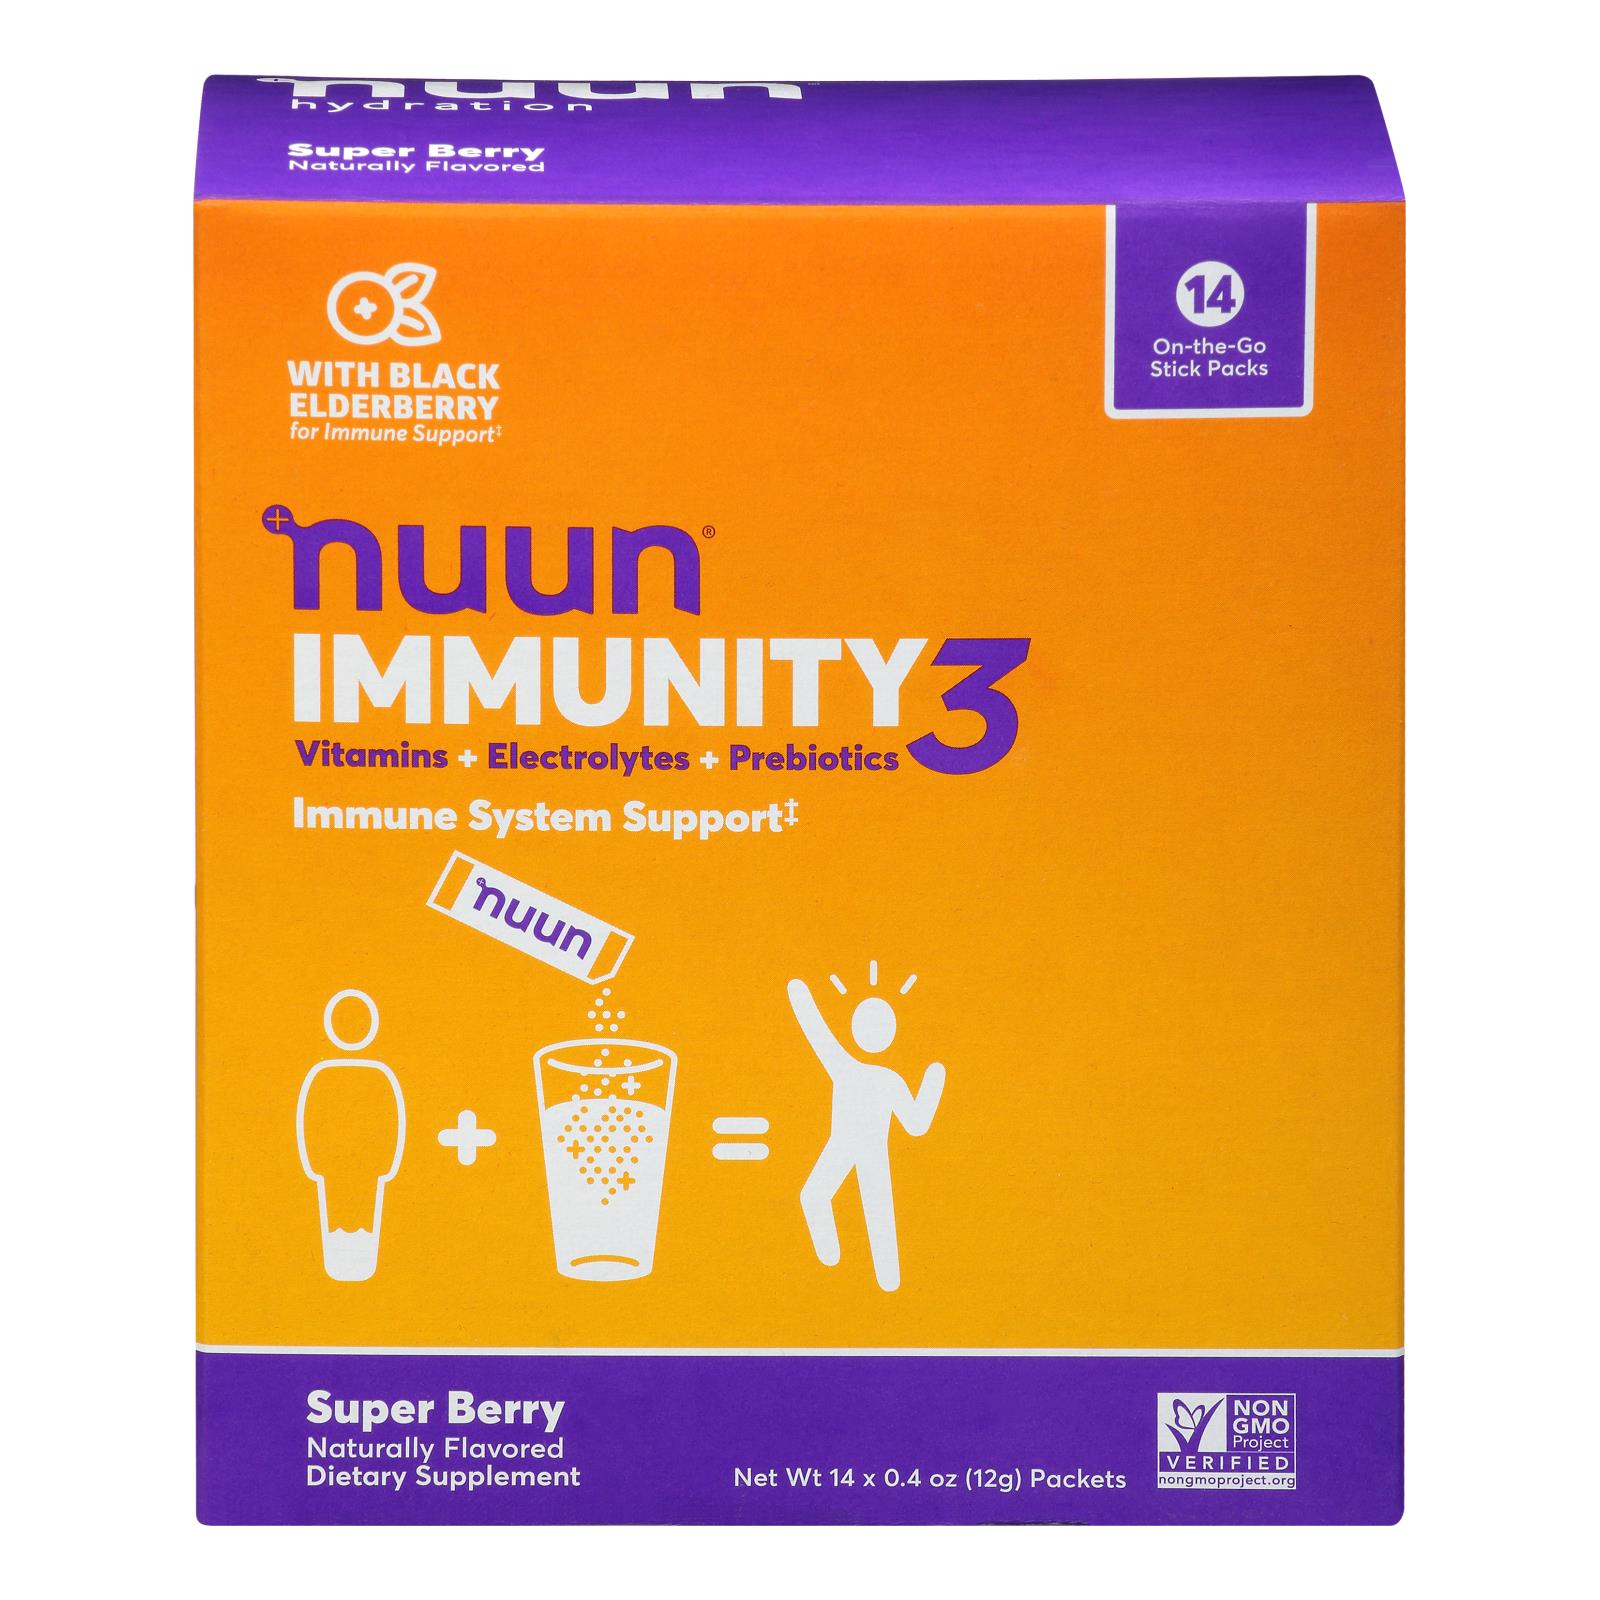 nuun
hydration
Super Berry
Naturally Flavored
14
On-the-Go
Stick Packs
WITH BLACK
ELDERBERRY
for Immune Support‡
nuun®
IMMUNITY3
Vitamins + Electrolytes + Prebiotics
Immune System Support‡
nuun
+
=
Super Berry
Naturally Flavored
Dietary Supplement
Net Wt 14 x 0.4 oz (12g) Packets
NON
GMO
Project
VERIFIED
nongmoproject.org